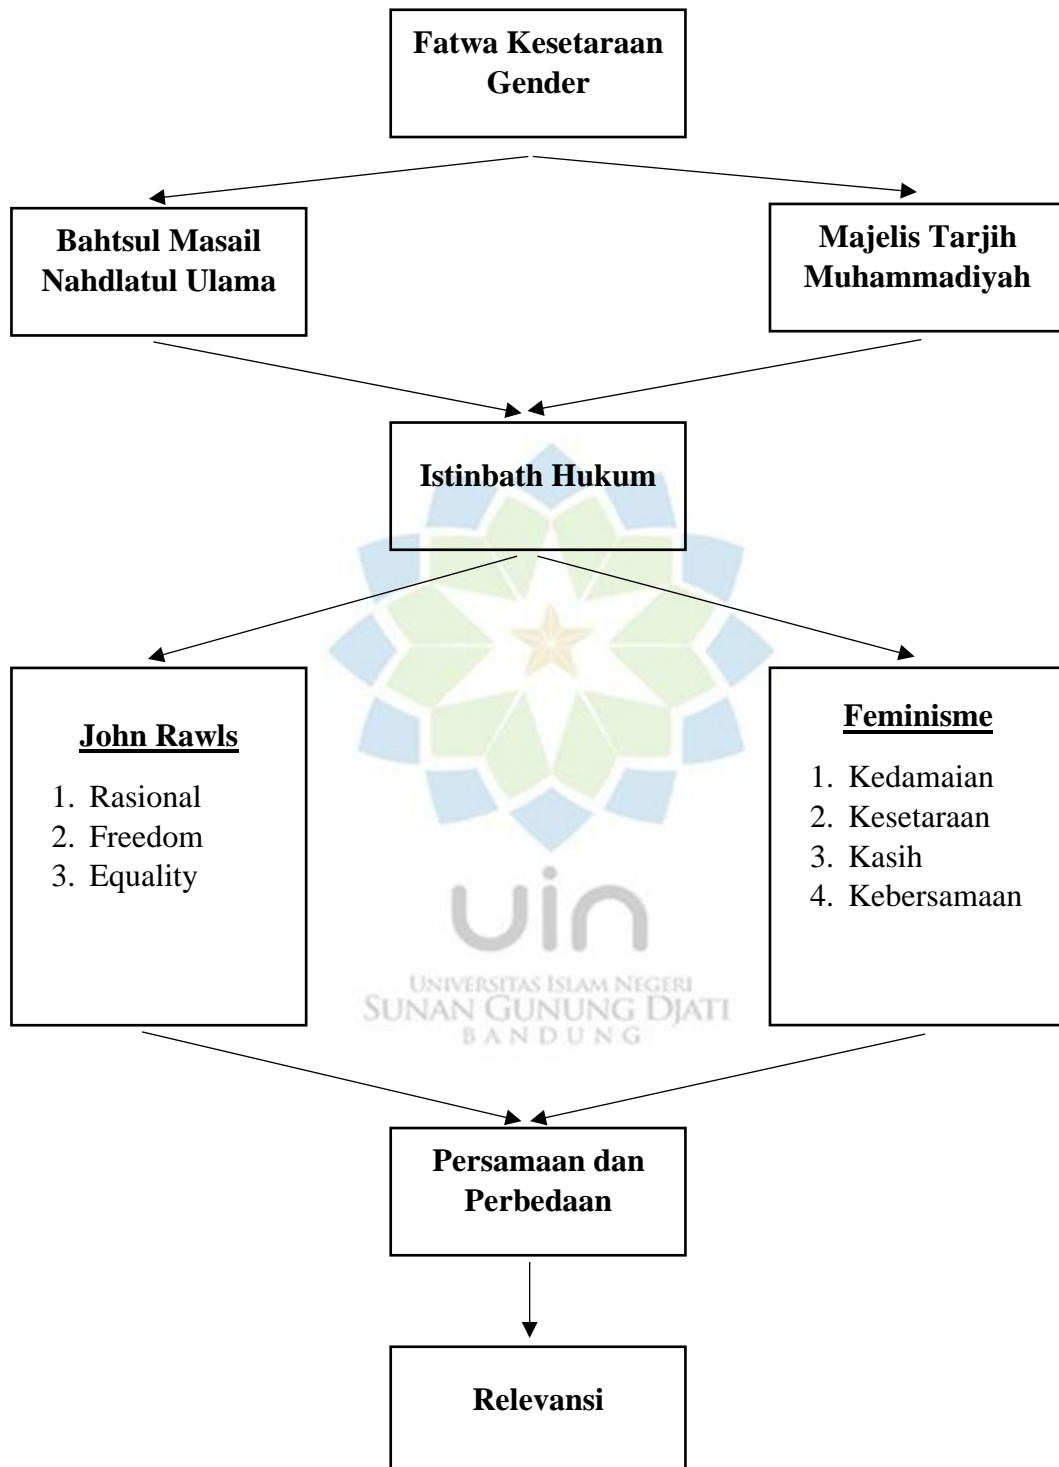 Fatwa Kesetaraan
Gender
Bahtsul Masail
Nahdlatul Ulama
Majelis Tarjih
Muhammadiyah
Istinbath Hukum
John Rawls
1. Rasional
2. Freedom
3. Equality
Feminisme
1. Kedamaian
2. Kesetaraan
3. Kasih
4. Kebersamaan
uin
UNIVERSITAS ISLAM NEGERI
SUNAN GUNUNG DJATI
BANDUNG
Persamaan dan
Perbedaan
Relevansi